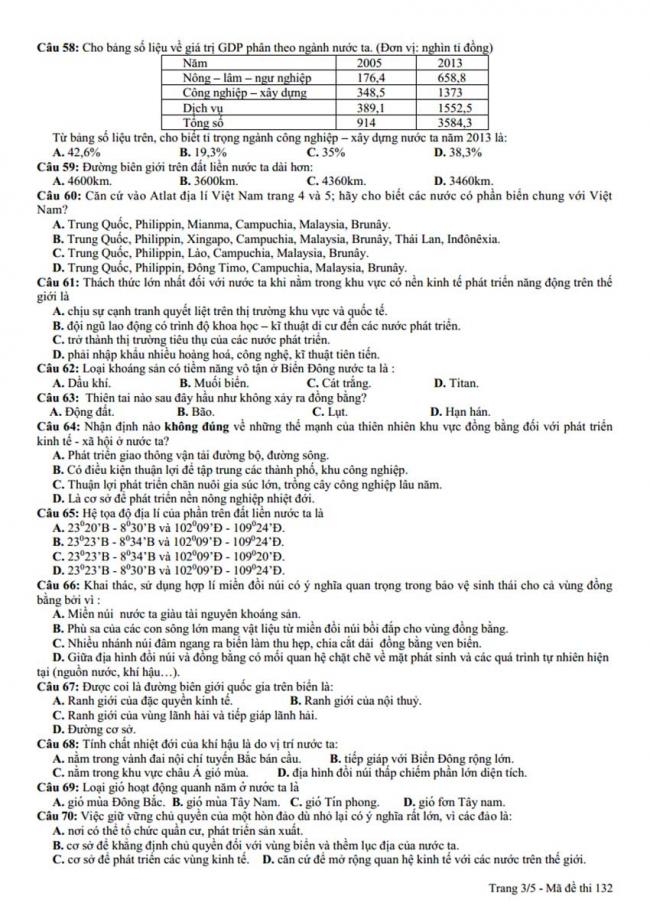 Câu 58: Cho bảng số liệu về giá trị GDP phân theo ngành nước ta. (Đơn vị: nghìn tỉ đồng)
Năm 2005 2013
Nông – lâm – ngư nghiệp 176,4 658,8
Công nghiệp – xây dựng 348,5 1373
Dịch vụ 389,1 1552,5
Tổng số 914 3584,3
Từ bảng số liệu trên, cho biết tỉ trọng ngành công nghiệp – xây dựng nước ta năm 2013 là:
A. 42,6% B. 19,3% C. 35% D. 38,3%
Câu 59: Đường biên giới trên đất liền nước ta dài hơn:
A. 4600km. B. 3600km. C. 4360km. D. 3460km.
Câu 60: Căn cứ vào Atlat địa lí Việt Nam trang 4 và 5; hãy cho biết các nước có phần biển chung với Việt
Nam?
A. Trung Quốc, Philippin, Mianma, Campuchia, Malaysia, Brunây.
B. Trung Quốc, Philippin, Xingapo, Campuchia, Malaysia, Brunây, Thái Lan, Inđônêxia.
C. Trung Quốc, Philippin, Lào, Campuchia, Malaysia, Brunây.
D. Trung Quốc, Philippin, Đông Timo, Campuchia, Malaysia, Brunây.
Câu 61: Thách thức lớn nhất đối với nước ta khi nằm trong khu vực có nền kinh tế phát triển năng động trên thế
giới là
A. chịu sự cạnh tranh quyết liệt trên thị trường khu vực và quốc tế.
B. đội ngũ lao động có trình độ khoa học – kĩ thuật di cư đến các nước phát triển.
C. trở thành thị trường tiêu thụ của các nước phát triển.
D. phải nhập khẩu nhiều hoàng hoá, công nghệ, kĩ thuật tiên tiến.
Câu 62: Loại khoáng sản có tiềm năng vô tận ở Biển Đông nước ta là :
A. Dầu khí. B. Muối biển. C. Cát trắng. D. Titan.
Câu 63: Thiên tai nào sau đây hầu như không xảy ra đồng bằng?
A. Động đất. B. Bão. C. Lụt. D. Hạn hán.
Câu 64: Nhận định nào không đúng về những thế mạnh của thiên nhiên khu vực đồng bằng đối với phát triển
kinh tế - xã hội ở nước ta?
A. Phát triển giao thông vận tải đường bộ, đường sông.
B. Có điều kiện thuận lợi để tập trung các thành phố, khu công nghiệp.
C. Thuận lợi phát triển chăn nuôi gia súc lớn, trồng cây công nghiệp lâu năm.
D. Là cơ sở để phát triển nền nông nghiệp nhiệt đới.
Câu 65: Hệ tọa độ địa lí của phần trên đất liền nước ta là
A. 23⁰20’B - 8⁰30’B và 102⁰09’Đ - 109⁰24’Đ.
B. 23⁰23’B - 8⁰34’B và 102⁰09’Đ - 109⁰24’Đ.
C. 23⁰23’B - 8⁰34’B và 102⁰09’Đ - 109⁰20’Đ.
D. 23⁰23’B - 8⁰30’B và 102⁰09’Đ - 109⁰24’Đ.
Câu 66: Khai thác, sử dụng hợp lí miền đồi núi có ý nghĩa quan trọng trong bảo vệ sinh thái cho cả vùng đồng
bằng bởi vì :
A. Miền núi nước ta giàu tài nguyên khoáng sản.
B. Phù sa của các con sông lớn mang vật liệu từ miền đồi núi bồi đắp cho vùng đồng bằng.
C. Nhiều nhánh núi đâm ngang ra biển làm thu hẹp, chia cắt dải đồng bằng ven biển.
D. Giữa địa hình đồi núi và đồng bằng có mối quan hệ chặt chẽ về mặt phát sinh và các quá trình tự nhiên hiện
tại (nguồn nước, khí hậu…).
Câu 67: Được coi là đường biên giới quốc gia trên biển là:
A. Ranh giới của đặc quyền kinh tế. B. Ranh giới của nội thuỷ.
C. Ranh giới của vùng lãnh hải và tiếp giáp lãnh hải.
D. Đường cơ sở.
Câu 68: Tính chất nhiệt đới của khí hậu là do vị trí nước ta:
A. nằm trong vành đai nội chí tuyến Bắc bán cầu. B. tiếp giáp với Biển Đông rộng lớn.
C. nằm trong khu vực châu Á gió mùa. D. địa hình đồi núi thấp chiếm phần lớn diện tích.
Câu 69: Loại gió hoạt động quanh năm ở nước ta là
A. gió mùa Đông Bắc. B. gió mùa Tây Nam. C. gió Tín phong. D. gió fơn Tây nam.
Câu 70: Việc giữ vững chủ quyền của một hòn đảo dù nhỏ lại có ý nghĩa rất lớn, vì các đảo là:
A. nơi có thể tổ chức quần cư, phát triển sản xuất.
B. cơ sở để khẳng định chủ quyền đối với vùng biển và thềm lục địa của nước ta.
C. cơ sở để phát triển các vùng kinh tế. D. căn cứ để mở rộng quan hệ kinh tế với các nước trên thế giới.
Trang 3/5 - Mã đề thi 132